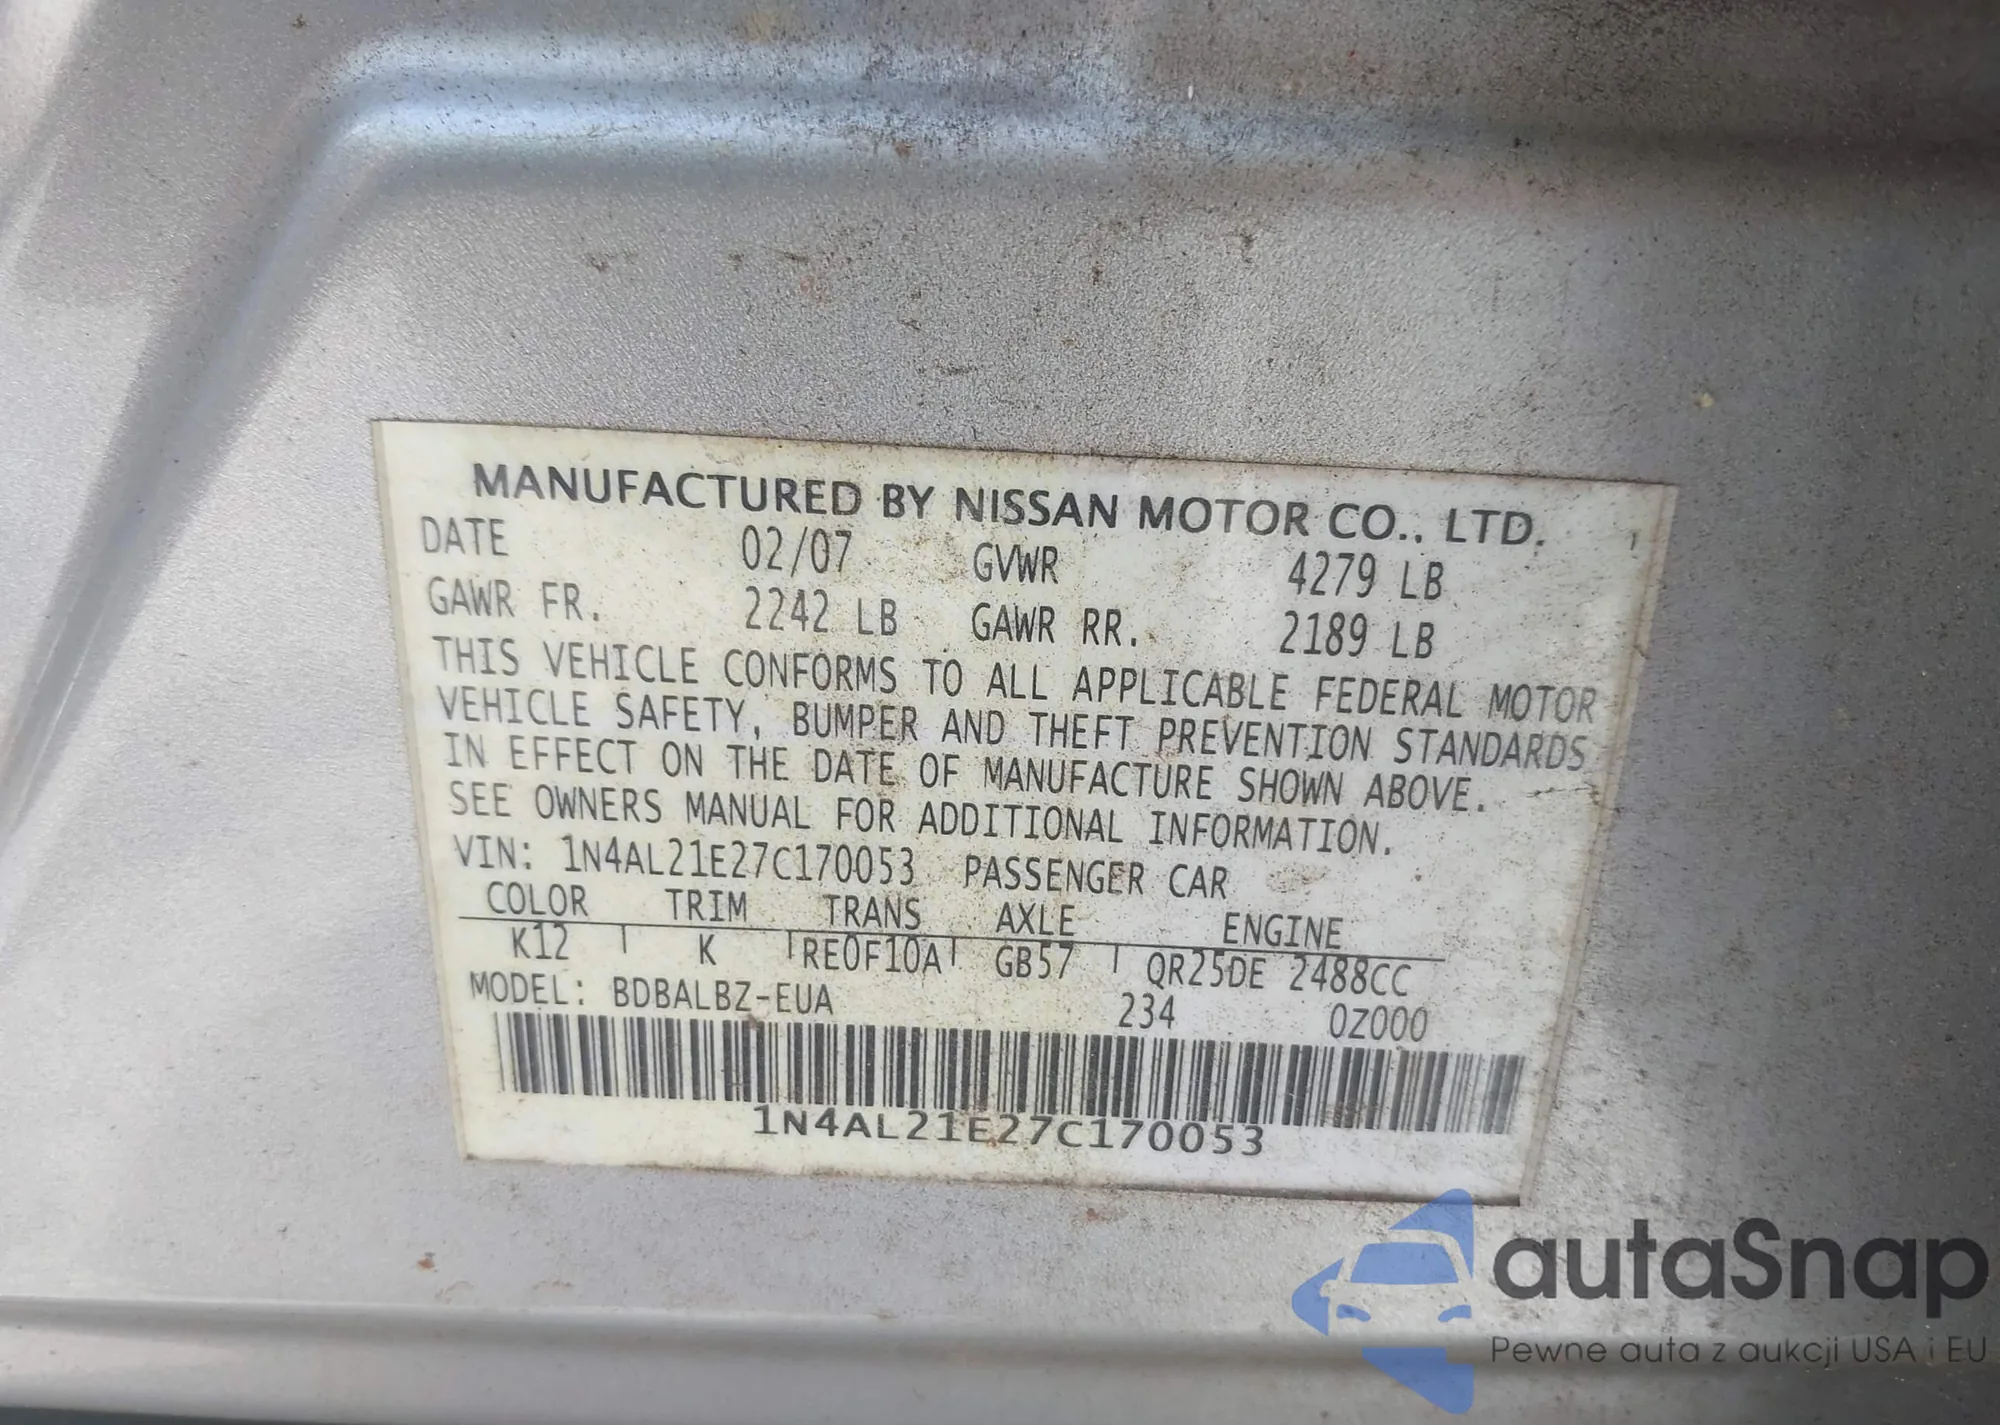 MANUFACTURED BY NISSAN MOTOR CO., LTD.
DATE 02/07 GVWR 4279 LB
GAWR FR. 2242 LB GAWR RR. 2189 LB
THIS VEHICLE CONFORMS TO ALL APPLICABLE FEDERAL MOTOR
VEHICLE SAFETY, BUMPER AND THEFT PREVENTION STANDARDS
IN EFFECT ON THE DATE OF MANUFACTURE SHOWN ABOVE.
SEE OWNERS MANUAL FOR ADDITIONAL INFORMATION.
VIN: 1N4AL21E27C170053 PASSENGER CAR
COLOR TRIM TRANS AXLE ENGINE
K12 K RE0F10A GB57 QR25DE 2488CC
MODEL: BDBALBZ-EUA 234 0Z000
1N4AL21E27C170053
autaSnap
Pewne auta z aukcji USA i EU